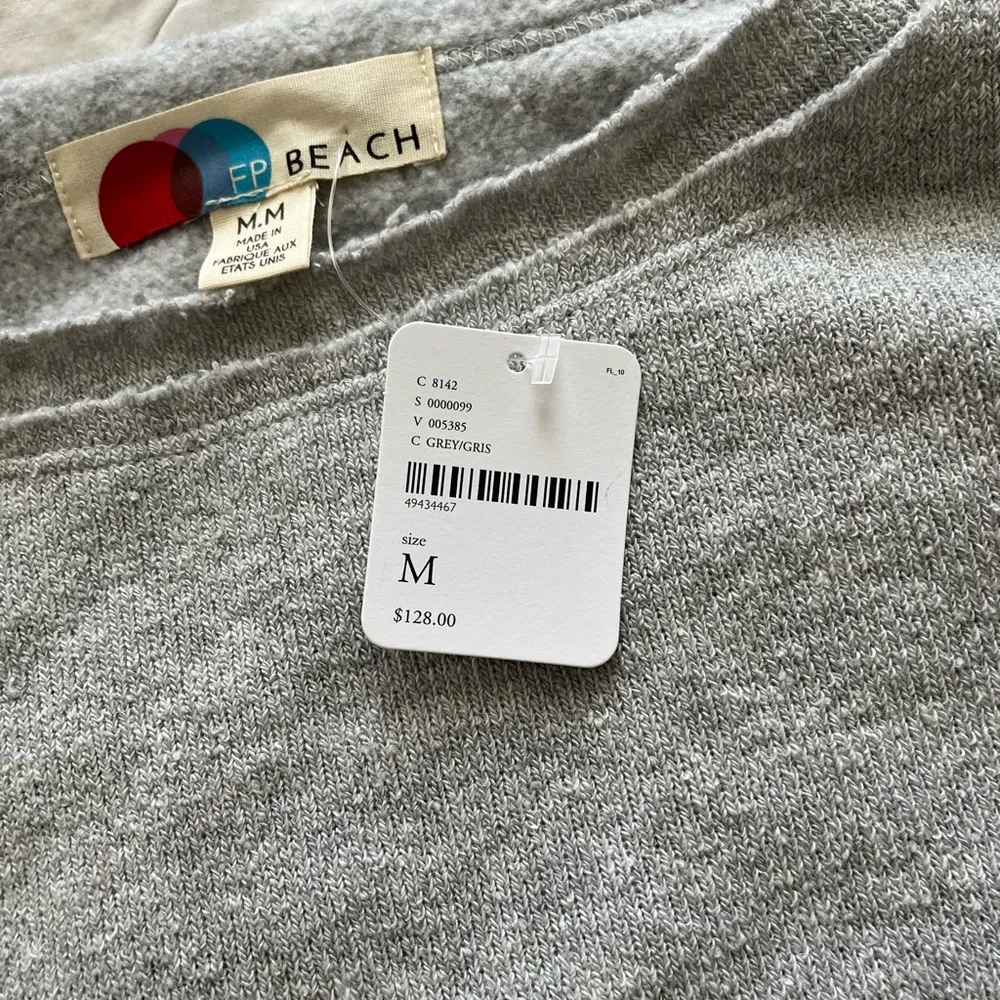 FP BEACH
M.M
MADE IN
USA
FABRIQUE AUX
ETATS UNIS
FL_10
C 8142
S 0000099
V 005385
C GREY/GRIS
49434467
size
M
$128.00